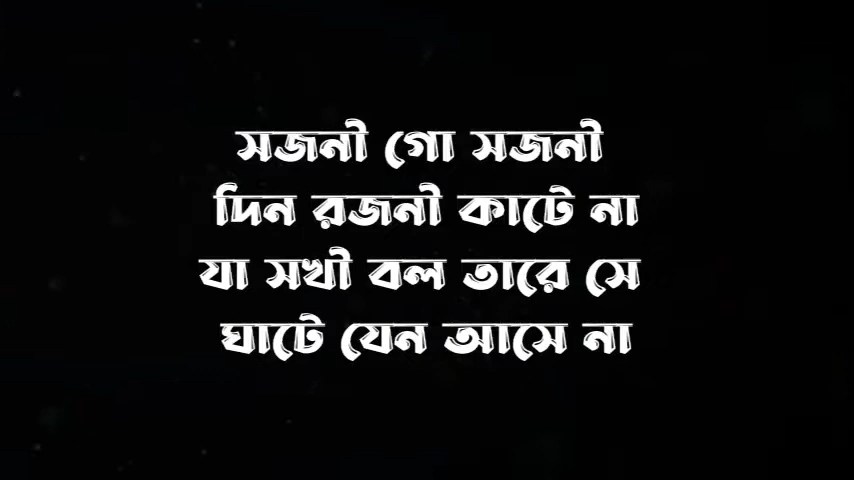 সজনী গো সজনী
দিন রজনী কাটে না
যা সখী বল তারে সে
ঘাটে যেন আসে না